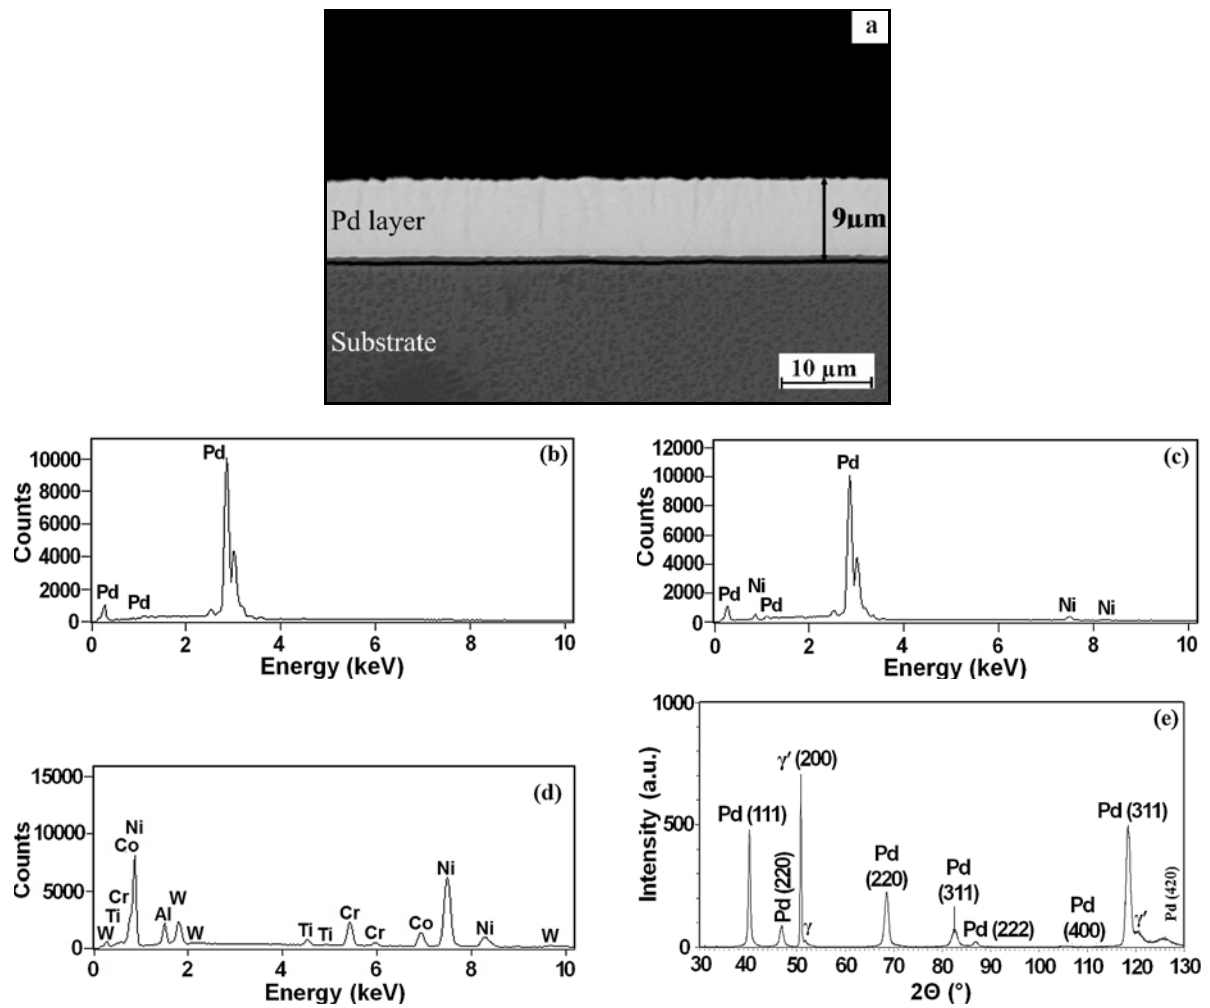 a
Pd layer
9µm
Substrate
10 µm
(b)
Pd
Pd
Pd
10000
8000
6000
4000
2000
0
Counts
0 2 4 6 8 10
Energy (keV)
(c)
Pd
Pd
Ni
Pd
Ni
Ni
12000
10000
8000
6000
4000
2000
0
Counts
0 2 4 6 8 10
Energy (keV)
(d)
15000
10000
5000
0
Counts
Ni
Co
Cr
Ti
W
Al
W
W
Ti
Ti
Cr
Cr
Co
Ni
Ni
W
0 2 4 6 8 10
Energy (keV)
(e)
1000
500
0
Intensity (a.u.)
Pd (111)
Pd (220)
γ′ (200)
γ
Pd
(220)
Pd
(311)
Pd (222)
Pd
(400)
Pd (311)
γ′
Pd (420)
30 40 50 60 70 80 90 100 110 120 130
2Θ (°)